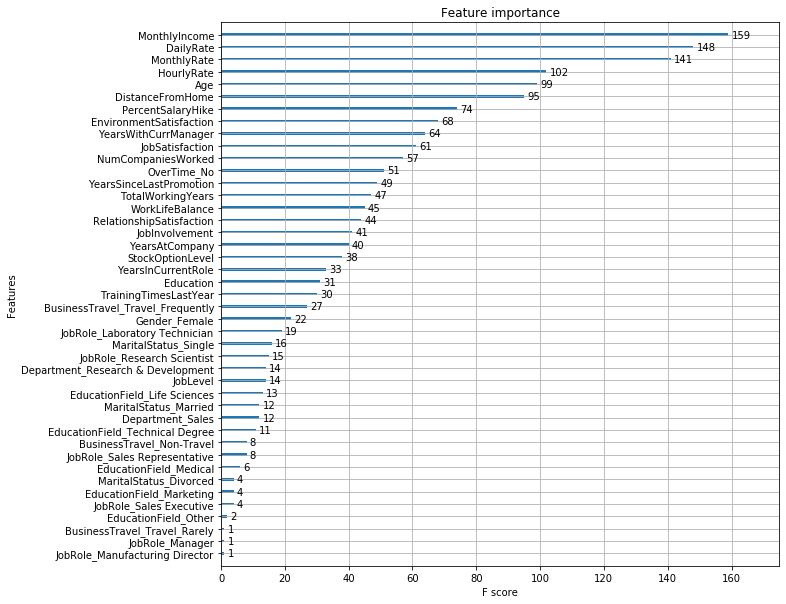 Feature importance
MonthlyIncome 159
DailyRate 148
MonthlyRate 141
HourlyRate 102
Age 99
DistanceFromHome 95
PercentSalaryHike 74
EnvironmentSatisfaction 68
YearsWithCurrManager 64
JobSatisfaction 61
NumCompaniesWorked 57
OverTime_No 51
YearsSinceLastPromotion 49
TotalWorkingYears 47
WorkLifeBalance 45
RelationshipSatisfaction 44
JobInvolvement 41
YearsAtCompany 40
StockOptionLevel 38
YearsInCurrentRole 33
Education 31
TrainingTimesLastYear 30
BusinessTravel_Travel_Frequently 27
Gender_Female 22
JobRole_Laboratory Technician 19
MaritalStatus_Single 16
JobRole_Research Scientist 15
Department_Research & Development 14
JobLevel 14
EducationField_Life Sciences 13
MaritalStatus_Married 12
Department_Sales 12
EducationField_Technical Degree 11
BusinessTravel_Non-Travel 8
JobRole_Sales Representative 8
EducationField_Medical 6
MaritalStatus_Divorced 4
EducationField_Marketing 4
JobRole_Sales Executive 4
EducationField_Other 2
BusinessTravel_Travel_Rarely 1
JobRole_Manager 1
JobRole_Manufacturing Director 1
Features
0 20 40 60 80 100 120 140 160
F score